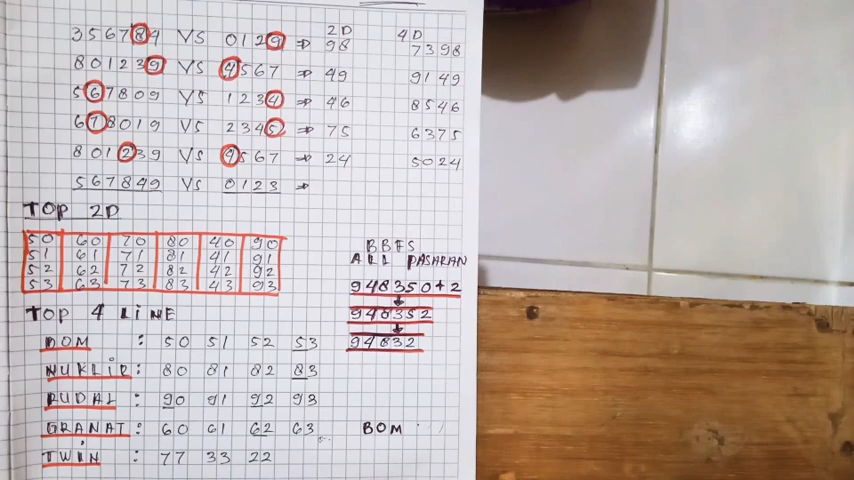 2D 4D
356784 VS 0129 ⇒ 98 7398
801239 VS 4567 ⇒ 49 9149
567809 VS 1234 ⇒ 46 8546
678019 VS 2345 ⇒ 75 6375
801239 VS 4567 ⇒ 24 5024
567849 VS 0123 ⇒
TOP 2D
50 60 70 80 40 90
51 61 71 81 41 91
52 62 72 82 42 92
53 63 73 83 43 93
BBFS
ALL PASARAN
948350+2
948352
94832
TOP 4 LINE
BOM : 50 51 52 53
NUKLIR : 80 81 82 83
RUDAL : 90 91 92 93
GRANAT : 60 61 62 63 BOM
TWIN : 77 33 22